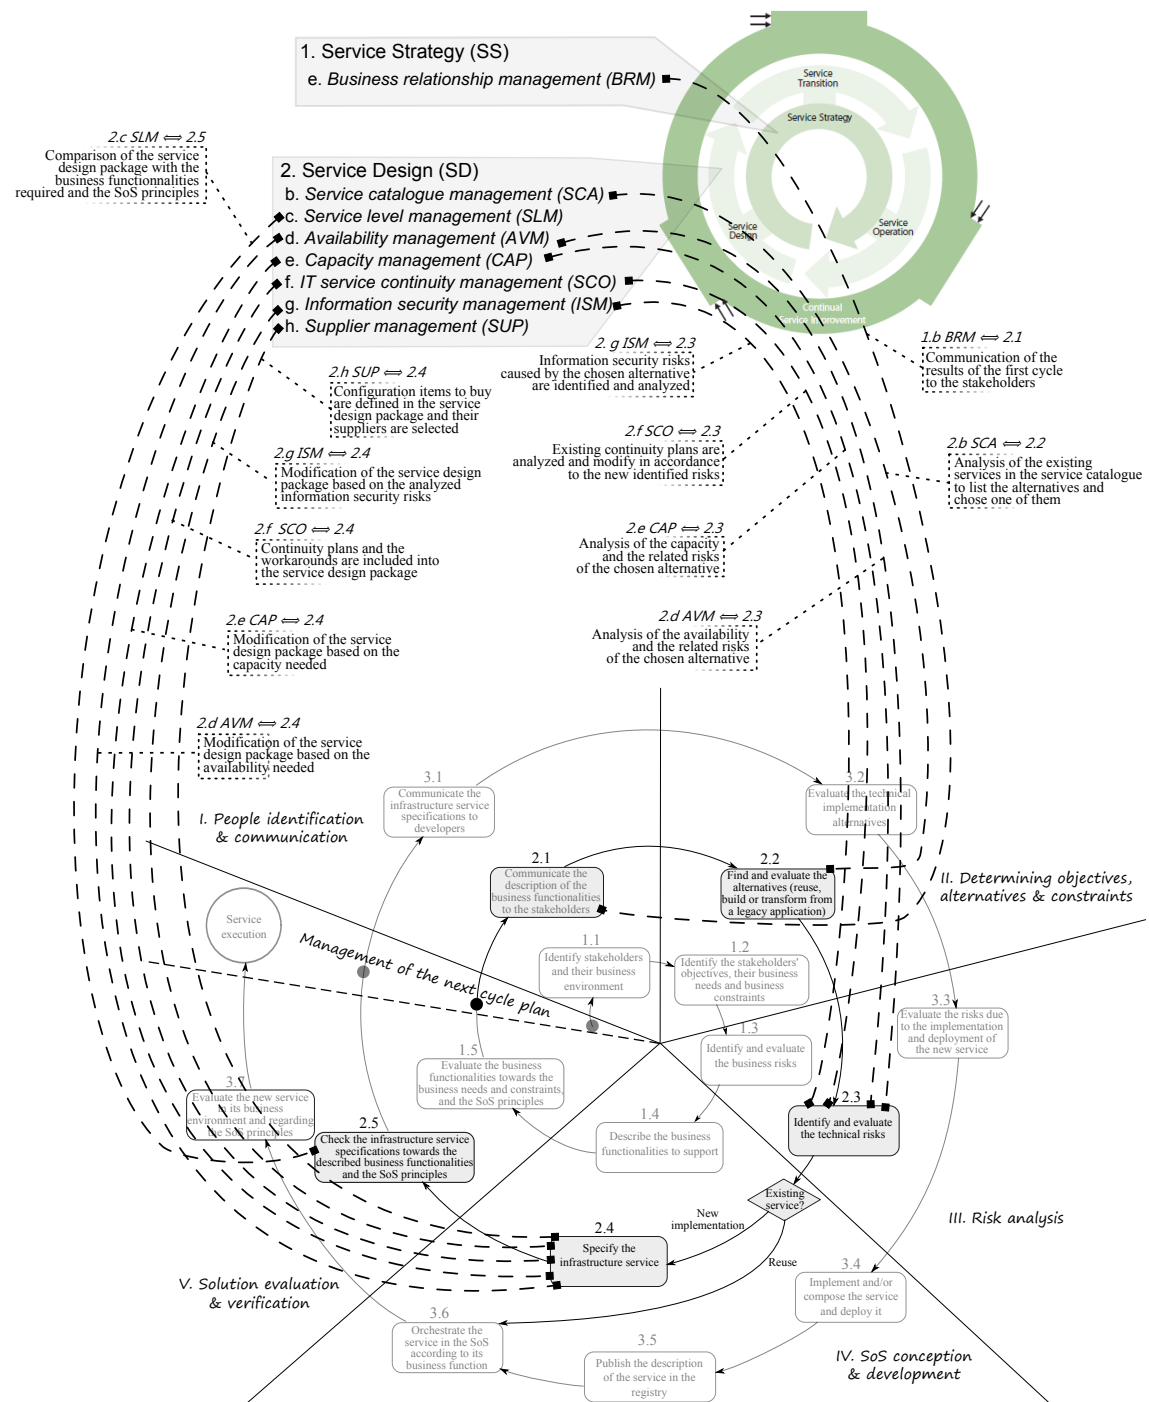 1. Service Strategy (SS)
e. Business relationship management (BRM)
Service
Transition
Service Strategy
Service
Design
Service
Operation
Continual
Service Improvement
2.c SLM ⟺ 2.5
Comparison of the service
design package with the
business functionnalities
required and the SoS principles
2. Service Design (SD)
b. Service catalogue management (SCA)
c. Service level management (SLM)
d. Availability management (AVM)
e. Capacity management (CAP)
f. IT service continuity management (SCO)
g. Information security management (ISM)
h. Supplier management (SUP)
2. g ISM ⟺ 2.3
Information security risks
caused by the chosen alternative
are identified and analyzed
1.b BRM ⟺ 2.1
Communication of the
results of the first cycle
to the stakeholders
2.h SUP ⟺ 2.4
Configuration items to buy
are defined in the service
design package and their
suppliers are selected
2.f SCO ⟺ 2.3
Existing continuity plans are
analyzed and modify in accordance
to the new identified risks
2.b SCA ⟺ 2.2
Analysis of the existing
services in the service catalogue
to list the alternatives and
chose one of them
2.g ISM ⟺ 2.4
Modification of the service design
package based on the analyzed
information security risks
2.f SCO ⟺ 2.4
Continuity plans and the
workarounds are included into
the service design package
2.e CAP ⟺ 2.3
Analysis of the capacity
and the related risks
of the chosen alternative
2.e CAP ⟺ 2.4
Modification of the service
design package based on the
capacity needed
2.d AVM ⟺ 2.3
Analysis of the availability
and the related risks
of the chosen alternative
2.d AVM ⟺ 2.4
Modification of the service
design package based on the
availability needed
I. People identification
& communication
3.1
Communicate the
infrastructure service
specifications to
developers
3.2
Evaluate the technical
implementation
alternatives
2.1
Communicate the
description of the
business functionalities
to the stakeholders
2.2
Find and evaluate the
alternatives (reuse,
build or transform from
a legacy application)
II. Determining objectives,
alternatives & constraints
Service
execution
Management of the next cycle plan
1.1
Identify stakeholders
and their business
environment
1.2
Identify the stakeholders'
objectives, their business
needs and business
constraints
1.3
Identify and evaluate
the business risks
3.3
Evaluate the risks due
to the implementation
and deployment of
the new service
1.5
Evaluate the business
functionalities towards the
business needs and constraints,
and the SoS principles
1.4
Describe the business
functionalities to support
2.3
Identify and evaluate
the technical risks
3.7
Evaluate the new service
in its business
environment and regarding
the SoS principles
2.5
Check the infrastructure service
specifications towards the
described business functionalities
and the SoS principles
Existing
service?
New
implementation
Reuse
2.4
Specify the
infrastructure service
III. Risk analysis
V. Solution evaluation
& verification
3.4
Implement and/or
compose the service
and deploy it
3.6
Orchestrate the
service in the SoS
according to its
business function
3.5
Publish the description
of the service in the
registry
IV. SoS conception
& development